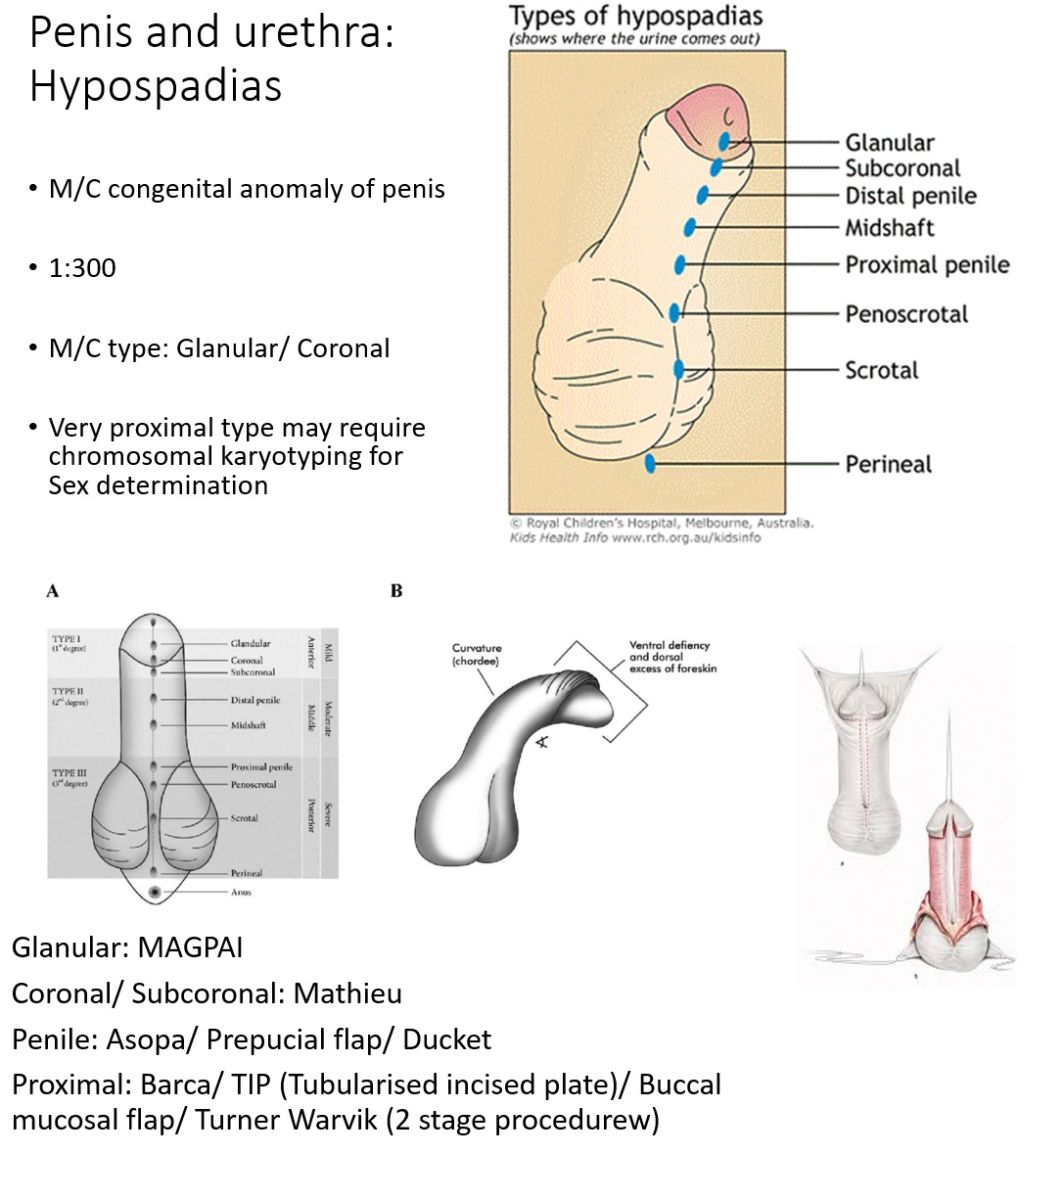 Penis and urethra:
Hypospadias
• M/C congenital anomaly of penis
• 1:300
• M/C type: Glanular/ Coronal
• Very proximal type may require
chromosomal karyotyping for
Sex determination
Types of hypospadias
(shows where the urine comes out)
Glanular
Subcoronal
Distal penile
Midshaft
Proximal penile
Penoscrotal
Scrotal
Perineal
© Royal Children's Hospital, Melbourne, Australia.
Kids Health Info www.rch.org.au/kidsinfo
A
TYPE I
(1st degree)
TYPE II
(2nd degree)
TYPE III
(3rd degree)
Glandular
Coronal
Subcoronal
Distal penile
Midshaft
Proximal penile
Penoscrotal
Scrotal
Perineal
Anus
Anterior
Mild
Middle
Moderate
Posterior
Severe
B
Curvature
(chordee)
Ventral defiency
and dorsal
excess of foreskin
a
b
Glanular: MAGPAI
Coronal/ Subcoronal: Mathieu
Penile: Asopa/ Prepucial flap/ Ducket
Proximal: Barca/ TIP (Tubularised incised plate)/ Buccal
mucosal flap/ Turner Warvik (2 stage procedurew)